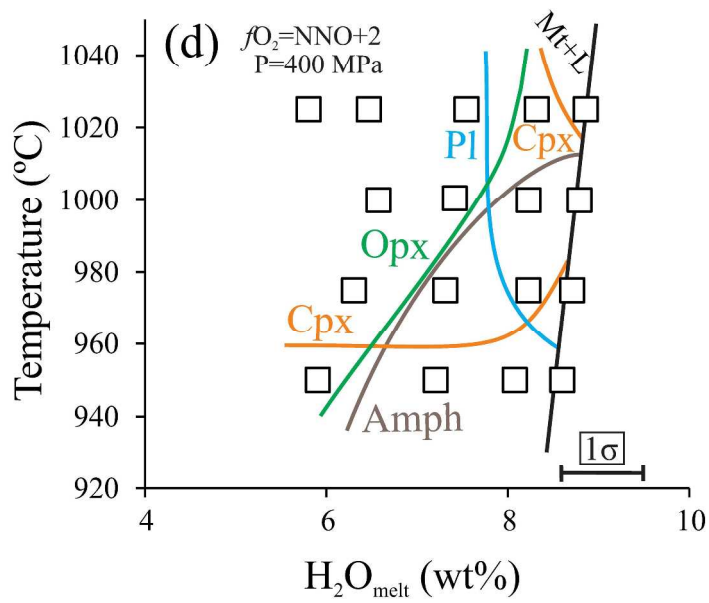 (d)
fO2=NNO+2
P=400 MPa
Mt+L
Cpx
Pl
Opx
Cpx
Amph
1σ
Temperature (ºC)
1040
1020
1000
980
960
940
920
4 6 8 10
H2Omelt (wt%)